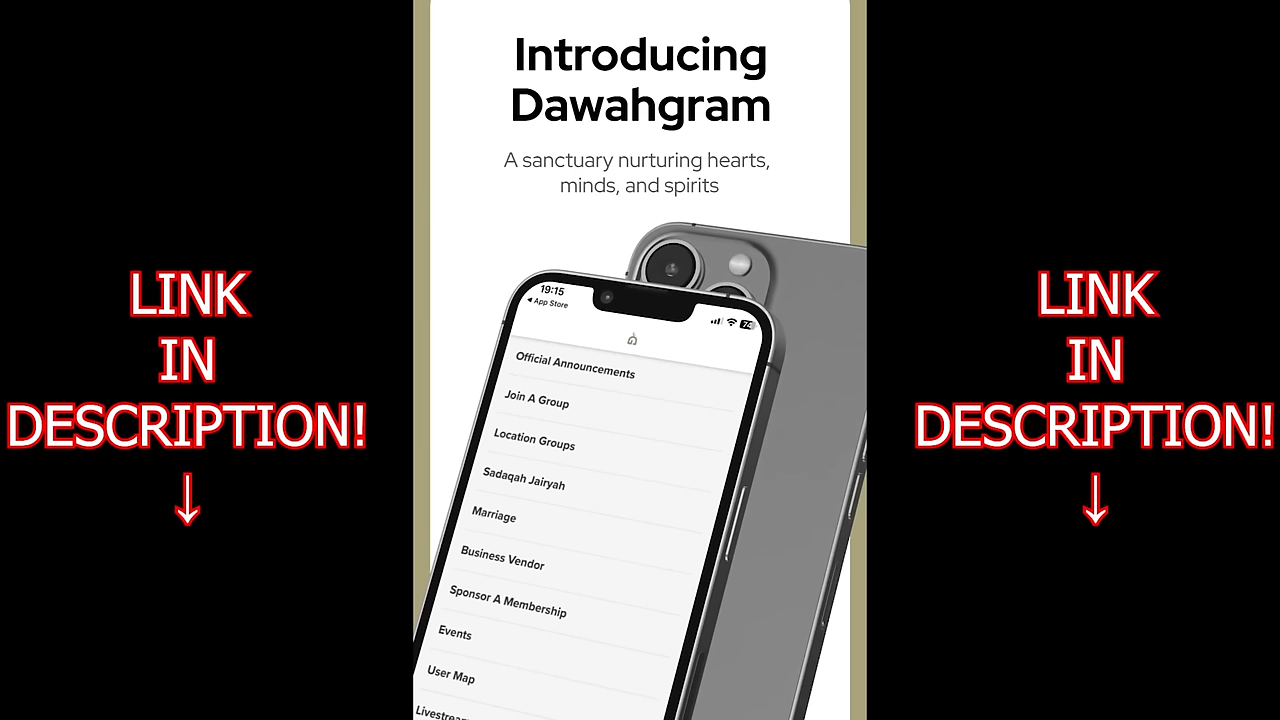 Introducing
Dawahgram
A sanctuary nurturing hearts,
minds, and spirits
LINK
IN
DESCRIPTION!
↓
19:15
◀ App Store
Official Announcements
Join A Group
Location Groups
Sadaqah Jairyah
Marriage
Business Vendor
Sponsor A Membership
Events
User Map
LINK
IN
DESCRIPTION!
↓